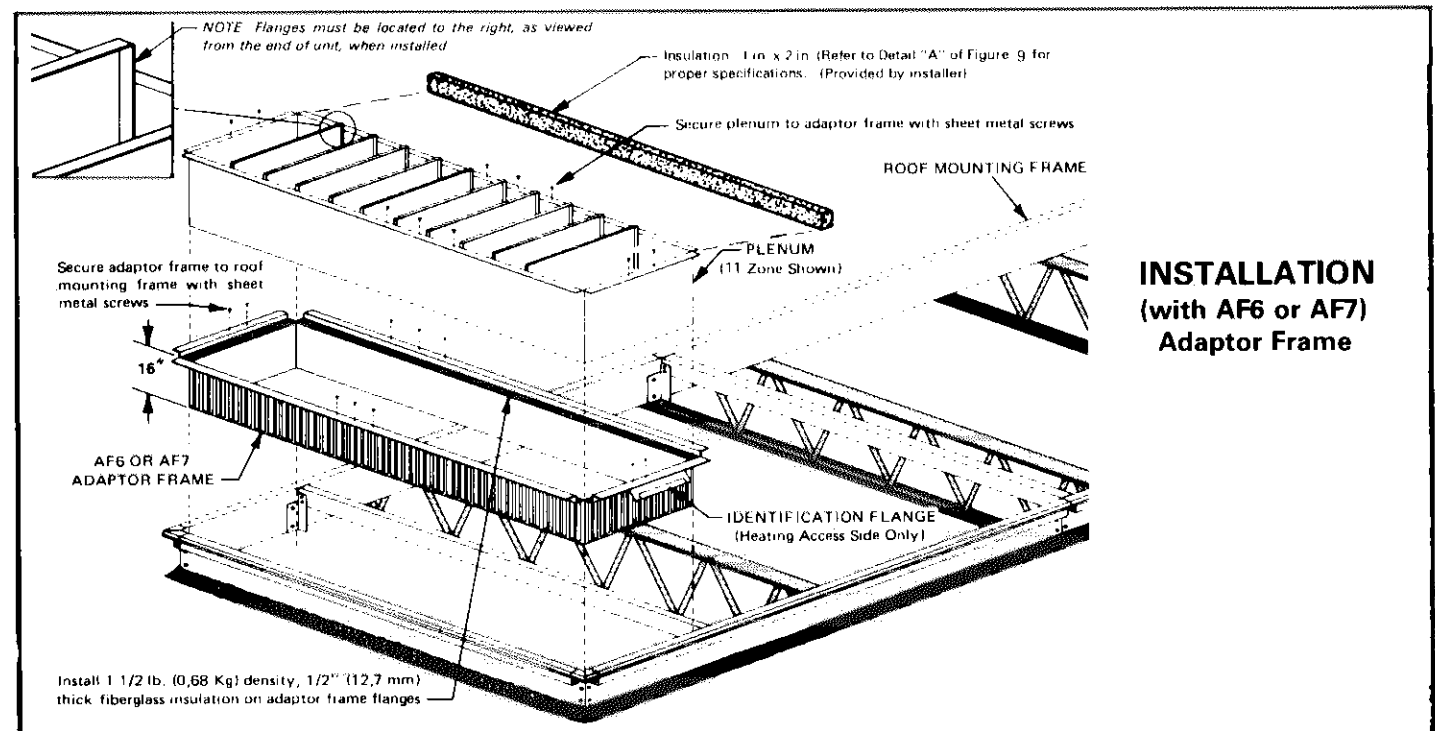 NOTE Flanges must be located to the right, as viewed
from the end of unit, when installed
Insulation 1 in x 2 in (Refer to Detail "A" of Figure 9 for
proper specifications. (Provided by installer)
Secure plenum to adaptor frame with sheet metal screws
ROOF MOUNTING FRAME
PLENUM
(11 Zone Shown)
INSTALLATION
(with AF6 or AF7)
Adaptor Frame
Secure adaptor frame to roof
mounting frame with sheet
metal screws
16"
AF6 OR AF7
ADAPTOR FRAME
IDENTIFICATION FLANGE
(Heating Access Side Only)
Install 1 1/2 lb. (0,68 Kg) density, 1/2" (12,7 mm)
thick fiberglass insulation on adaptor frame flanges